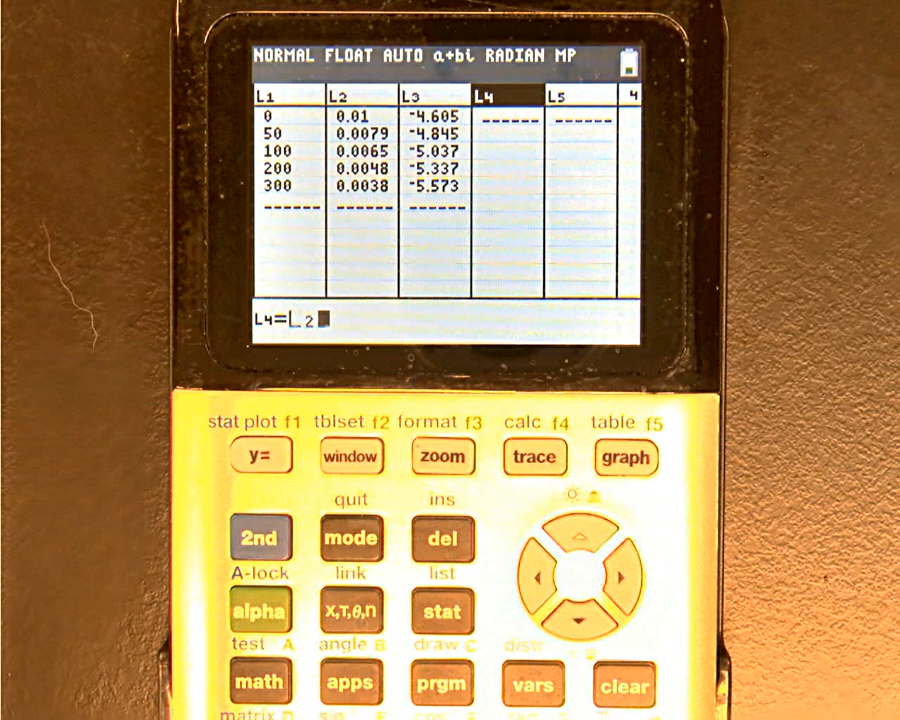 NORMAL FLOAT AUTO a+bi RADIAN MP
L1 L2 L3 L4 L5 4
0 0.01 -4.605 ------ ------
50 0.0079 -4.845
100 0.0065 -5.037
200 0.0048 -5.337
300 0.0038 -5.573
------ ------ ------
L4=L2
stat plot f1 tblset f2 format f3 calc f4 table f5
y= window zoom trace graph
quit ins
2nd mode del
A-lock link list
alpha X,T,θ,n stat
test A angle B draw C distr
math apps prgm vars clear
matrix D sin E cos F